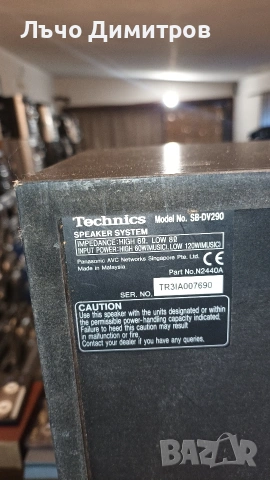 Лъчо Димитров
Technics Model No. SB-DV290
SPEAKER SYSTEM
IMPEDANCE: HIGH 6Ω, LOW 8Ω
INPUT POWER: HIGH 60W(MUSIC), LOW 120W(MUSIC)
Panasonic AVC Networks Singapore Pte. Ltd.
Made in Malaysia
Part No.N2440A
SER. NO. TR3IA007690
CAUTION
Use this speaker with the units designated or within
the permissible power-handling capacity indicated.
Failure to heed this caution may result
in malfunction or fire.
Contact your dealer if you have any queries.
BAZAR